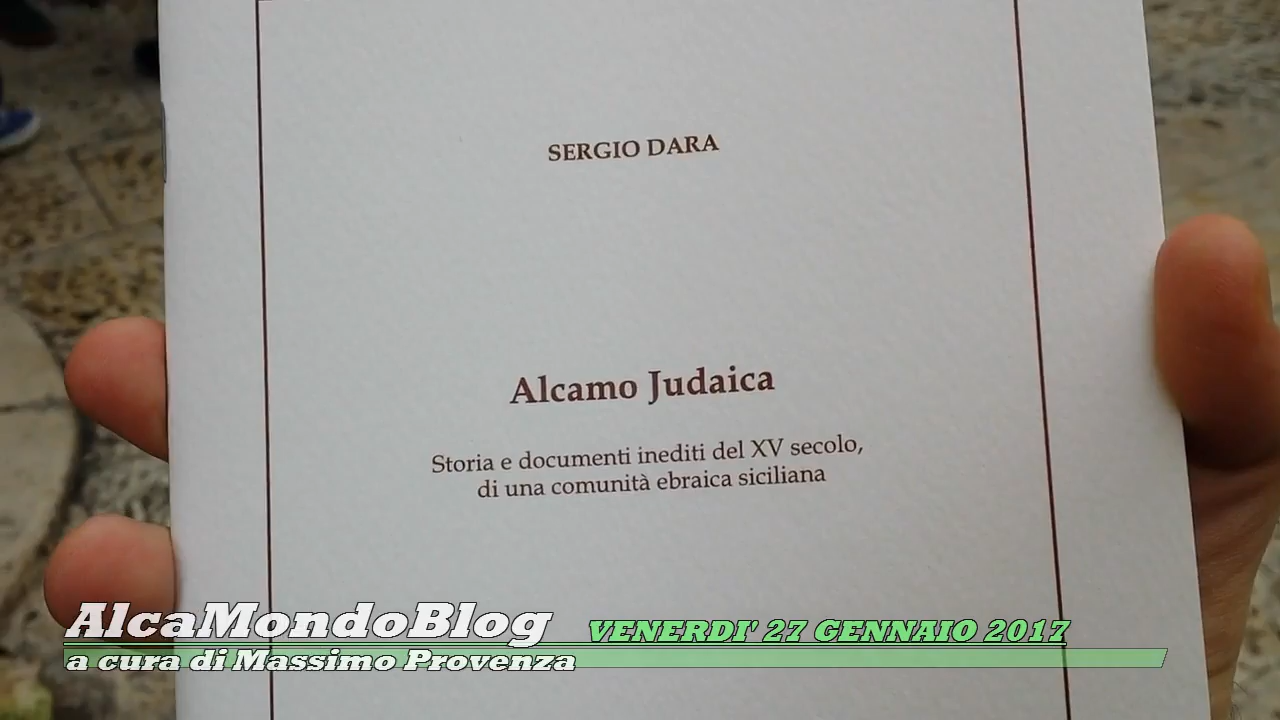 SERGIO DARA
Alcamo Judaica
Storia e documenti inediti del XV secolo,
di una comunità ebraica siciliana
AlcaMondoBlog
VENERDI' 27 GENNAIO 2017
a cura di Massimo Provenza